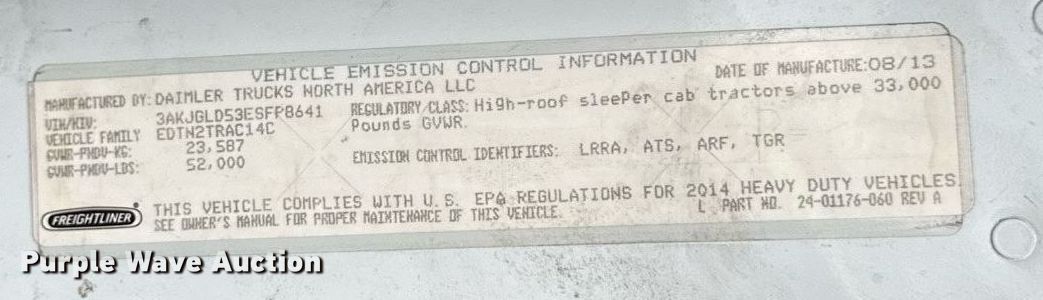 VEHICLE EMISSION CONTROL INFORMATION
DATE OF MANUFACTURE: 08/13
MANUFACTURED BY: DAIMLER TRUCKS NORTH AMERICA LLC
VIN/NIV: 3AKJGLD53ESFP8641
REGULATORY CLASS: High-roof sleeper cab tractors above 33,000
Pounds GVWR.
VEHICLE FAMILY EDTN2TRAC14C
GVWR-PNBV-KG: 23,587
GVWR-PNBV-LBS: 52,000
EMISSION CONTROL IDENTIFIERS: LRRA, ATS, ARF, TGR
FREIGHTLINER
THIS VEHICLE COMPLIES WITH U.S. EPA REGULATIONS FOR 2014 HEAVY DUTY VEHICLES.
SEE OWNER'S MANUAL FOR PROPER MAINTENANCE OF THIS VEHICLE.
L PART NO. 24-01176-060 REV A
Purple Wave Auction